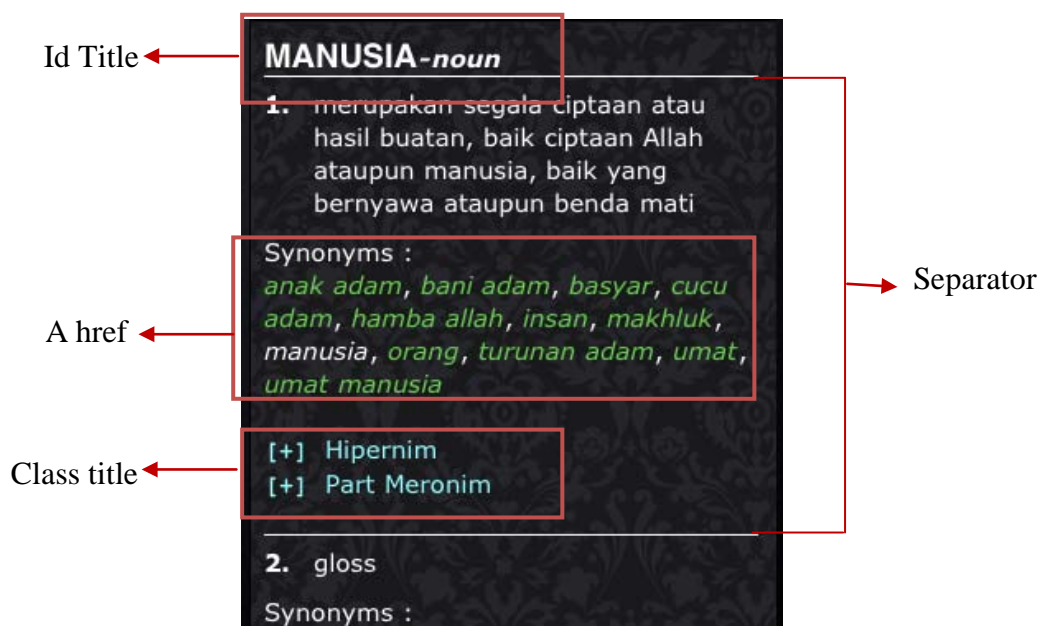 Id Title
MANUSIA-noun
1. merupakan segala ciptaan atau
hasil buatan, baik ciptaan Allah
ataupun manusia, baik yang
bernyawa ataupun benda mati
Separator
A href
Synonyms :
anak adam, bani adam, basyar, cucu
adam, hamba allah, insan, makhluk,
manusia, orang, turunan adam, umat,
umat manusia
Class title
[+] Hipernim
[+] Part Meronim
2. gloss
Synonyms :